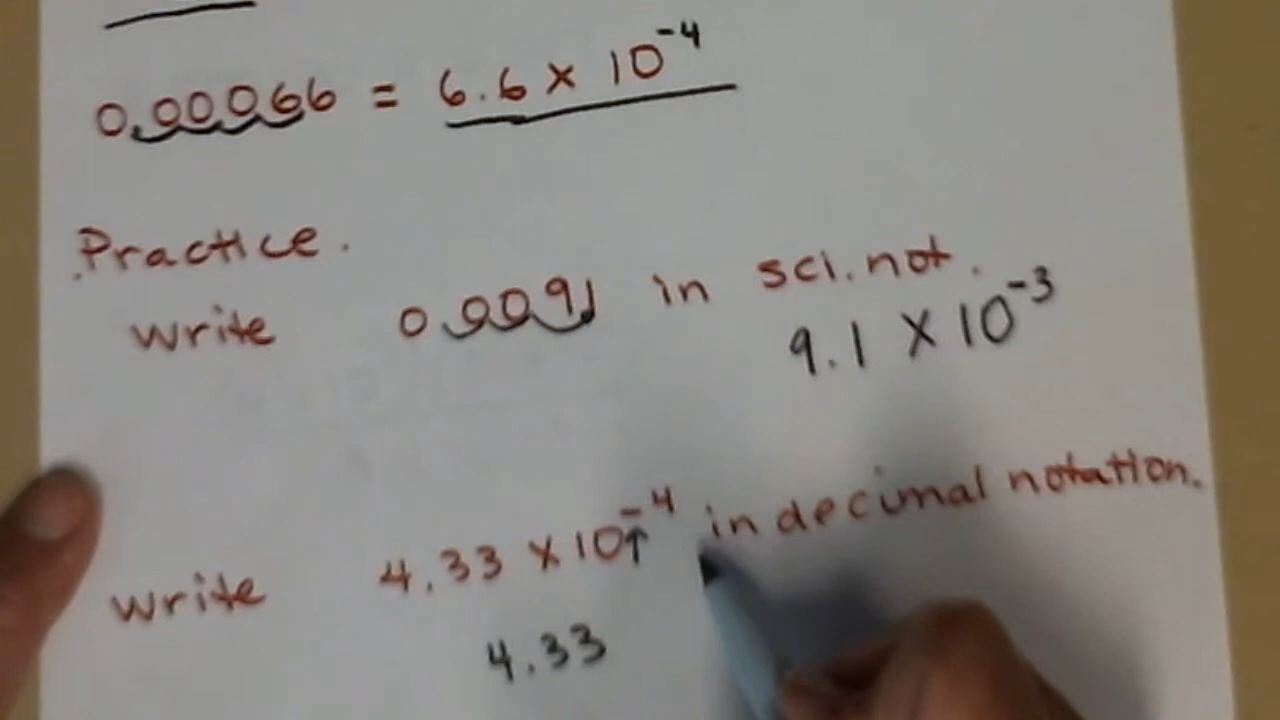 0.00066 = 6.6 × 10⁻⁴
Practice.
Write 0.0091 in sci. not.
9.1 × 10⁻³
Write 4.33 × 10⁻⁴ in decimal notation.
4.33